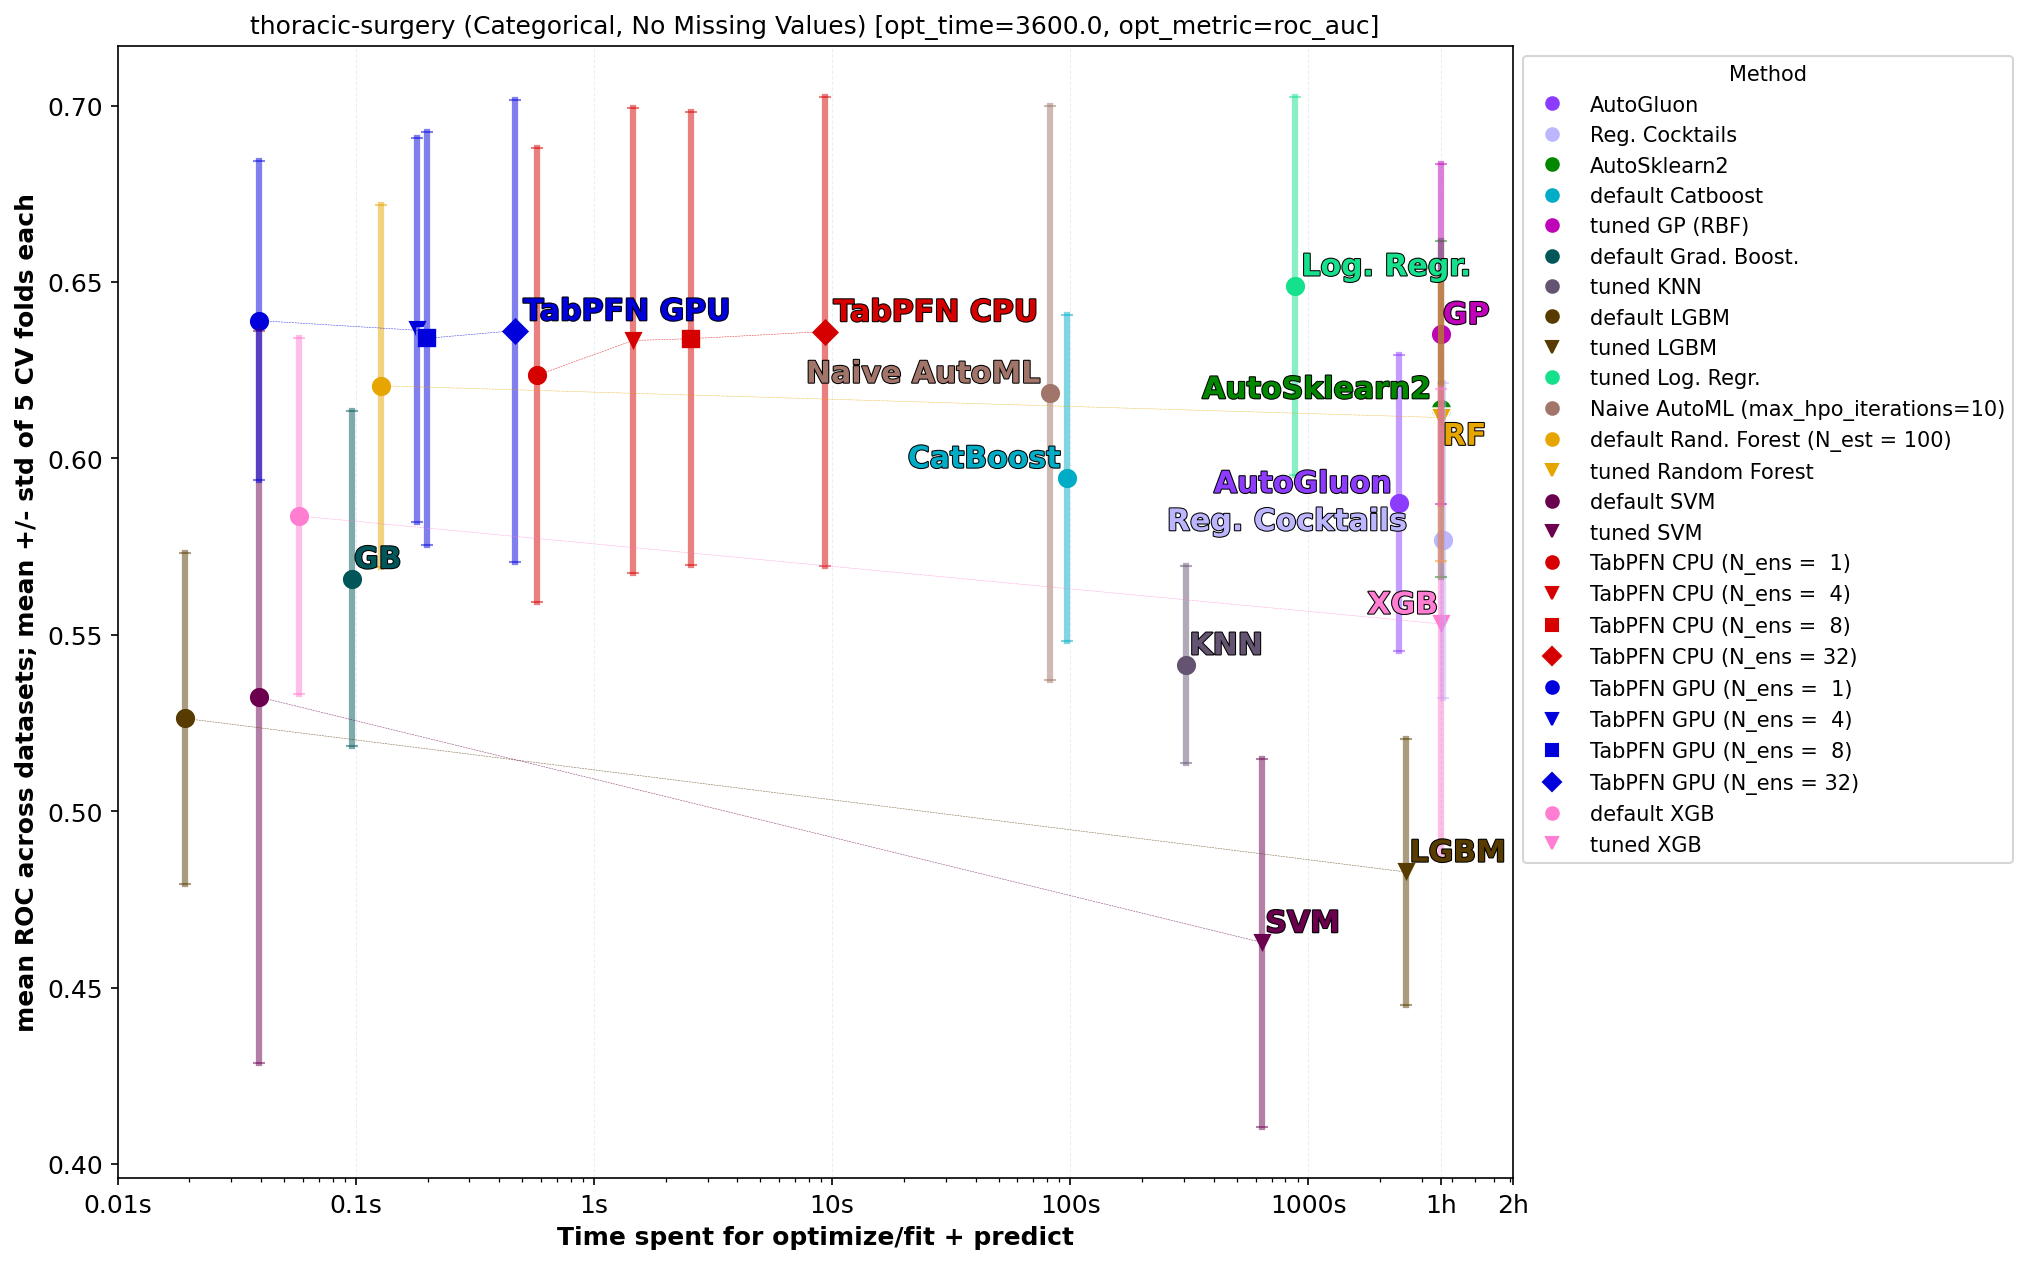 thoracic-surgery (Categorical, No Missing Values) [opt_time=3600.0, opt_metric=roc_auc]
mean ROC across datasets; mean +/- std of 5 CV folds each
0.70
0.65
0.60
0.55
0.50
0.45
0.40
Log. Regr.
TabPFN GPU
TabPFN CPU
GP
Naive AutoML
AutoSklearn2
RF
CatBoost
AutoGluon
Reg. Cocktails
GB
XGB
KNN
LGBM
SVM
0.01s
0.1s
1s
10s
100s
1000s
1h
2h
Time spent for optimize/fit + predict
Method
AutoGluon
Reg. Cocktails
AutoSklearn2
default Catboost
tuned GP (RBF)
default Grad. Boost.
tuned KNN
default LGBM
tuned LGBM
tuned Log. Regr.
Naive AutoML (max_hpo_iterations=10)
default Rand. Forest (N_est = 100)
tuned Random Forest
default SVM
tuned SVM
TabPFN CPU (N_ens =  1)
TabPFN CPU (N_ens =  4)
TabPFN CPU (N_ens =  8)
TabPFN CPU (N_ens = 32)
TabPFN GPU (N_ens =  1)
TabPFN GPU (N_ens =  4)
TabPFN GPU (N_ens =  8)
TabPFN GPU (N_ens = 32)
default XGB
tuned XGB